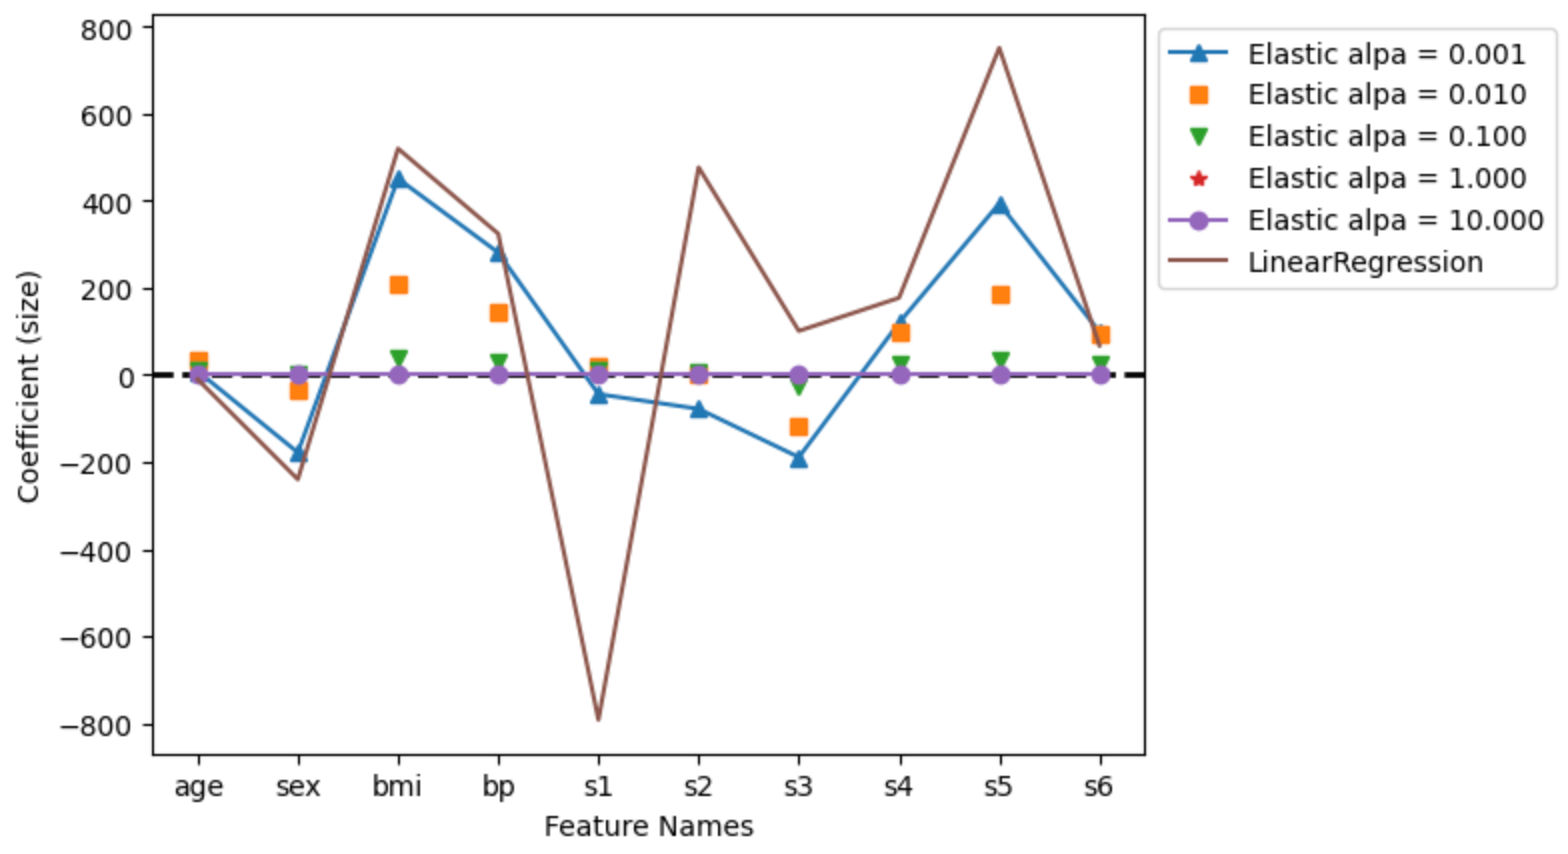 800
600
400
200
0
−200
−400
−600
−800
Coefficient (size)
age sex bmi bp s1 s2 s3 s4 s5 s6
Feature Names
Elastic alpa = 0.001
Elastic alpa = 0.010
Elastic alpa = 0.100
Elastic alpa = 1.000
Elastic alpa = 10.000
LinearRegression